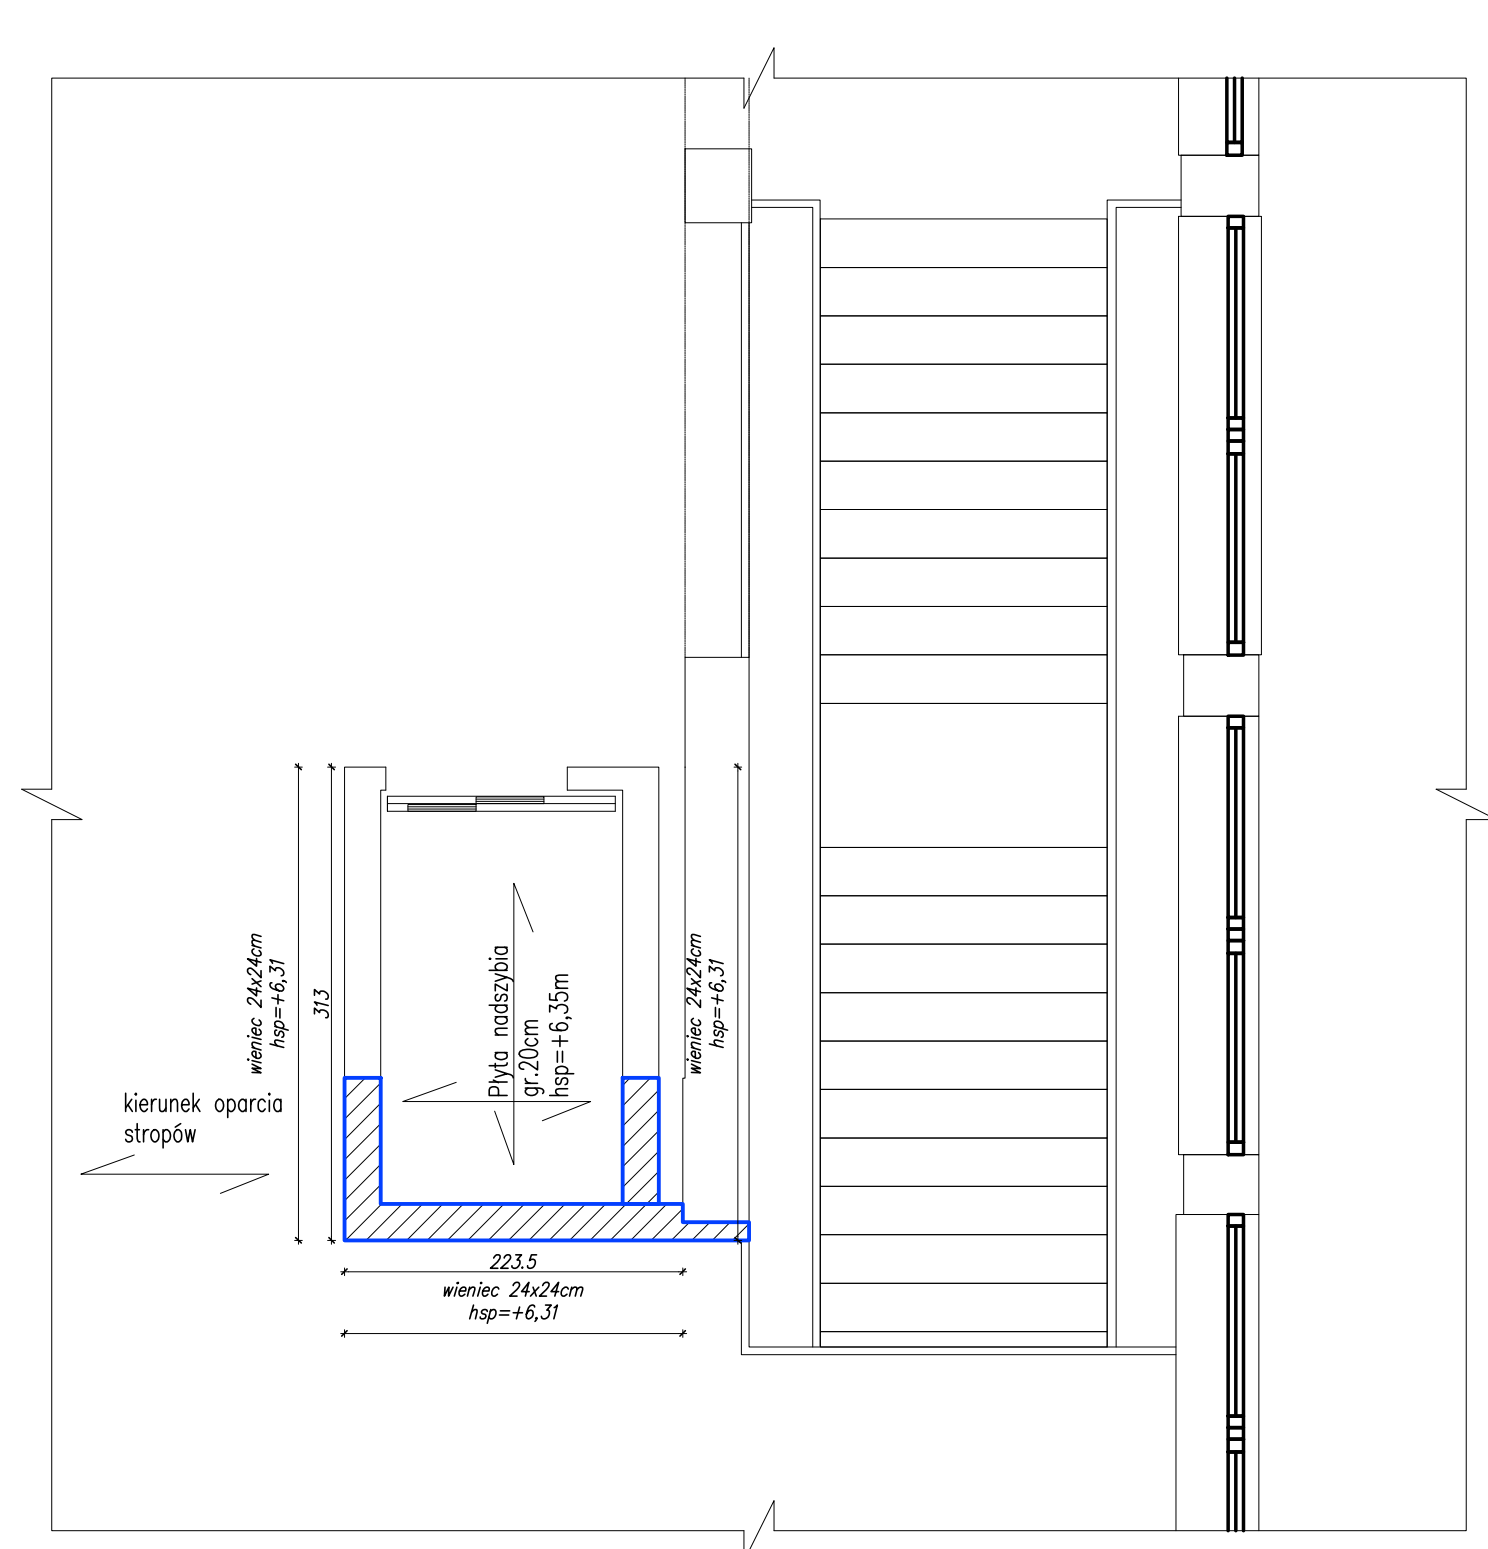 wieniec 24x24cm
hsp=+6,31
313
Płyta nadszybia
gr.20cm
hsp=+6,35m
wieniec 24x24cm
hsp=+6,31
kierunek oparcia
stropów
223.5
wieniec 24x24cm
hsp=+6,31